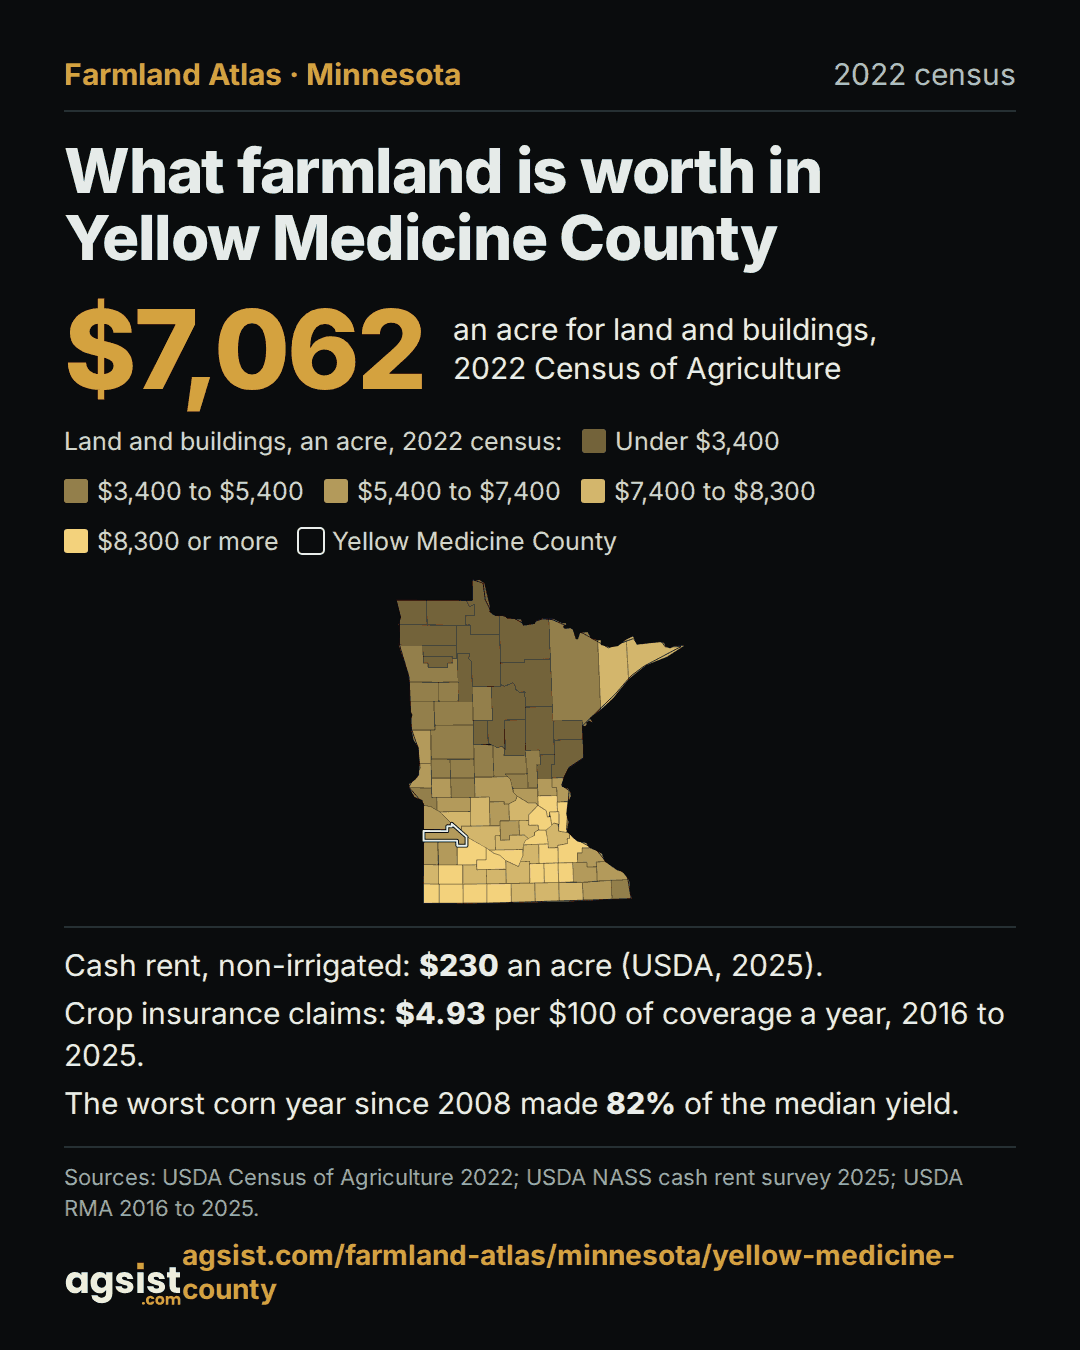 Farmland Atlas · Minnesota
2022 census
What farmland is worth in
Yellow Medicine County
$7,062
an acre for land and buildings,
2022 Census of Agriculture
Land and buildings, an acre, 2022 census: Under $3,400
$3,400 to $5,400 $5,400 to $7,400 $7,400 to $8,300
$8,300 or more Yellow Medicine County
Cash rent, non-irrigated: $230 an acre (USDA, 2025).
Crop insurance claims: $4.93 per $100 of coverage a year, 2016 to
2025.
The worst corn year since 2008 made 82% of the median yield.
Sources: USDA Census of Agriculture 2022; USDA NASS cash rent survey 2025; USDA
RMA 2016 to 2025.
agsist.com
agsist.com/farmland-atlas/minnesota/yellow-medicine-
county